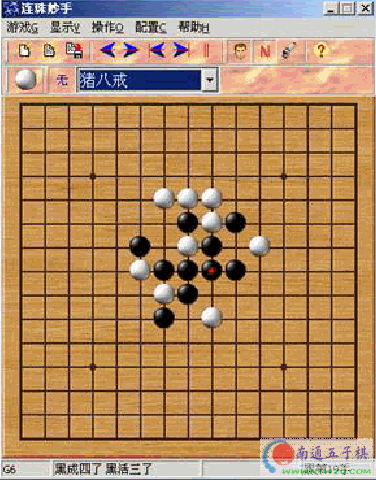 连珠妙手
游戏G 显示V 操作O 配置C 帮助H
N ?
无 猪八戒
G6 黑成四了 黑活三了
南通五子棋